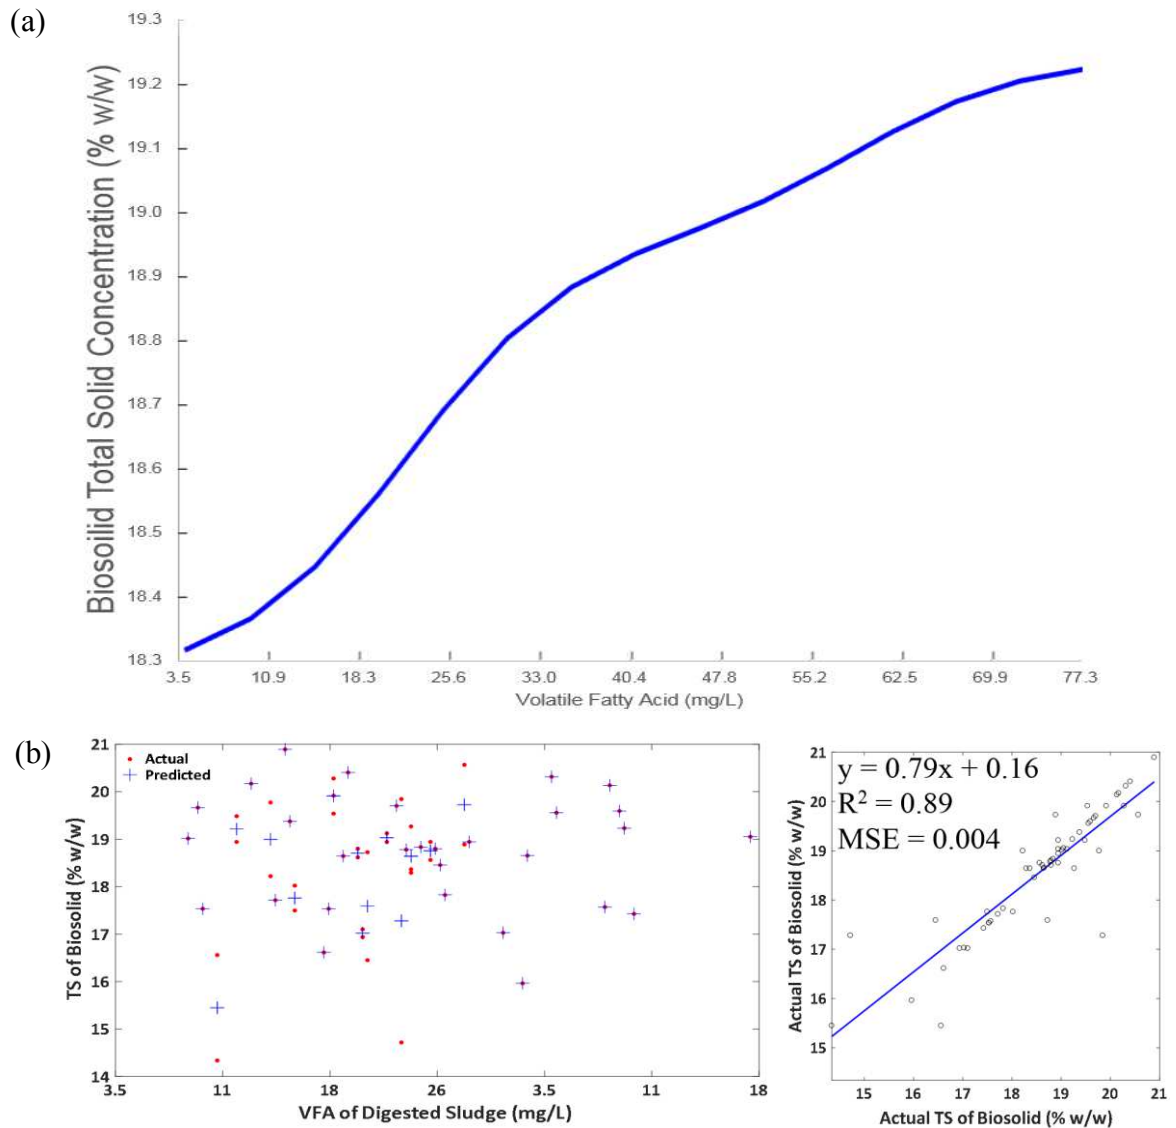 (a)
19.3
19.2
19.1
19.0
18.9
18.8
18.7
18.6
18.5
18.4
18.3
Biosoilid Total Solid Concentration (% w/w)
3.5 10.9 18.3 25.6 33.0 40.4 47.8 55.2 62.5 69.9 77.3
Volatile Fatty Acid (mg/L)
(b)
21
20
19
18
17
16
15
14
TS of Biosolid (% w/w)
Actual
Predicted
3.5 11 18 26 3.5 11 18
VFA of Digested Sludge (mg/L)
21
20
19
18
17
16
15
Actual TS of Biosolid (% w/w)
y = 0.79x + 0.16
R² = 0.89
MSE = 0.004
15 16 17 18 19 20 21
Actual TS of Biosolid (% w/w)